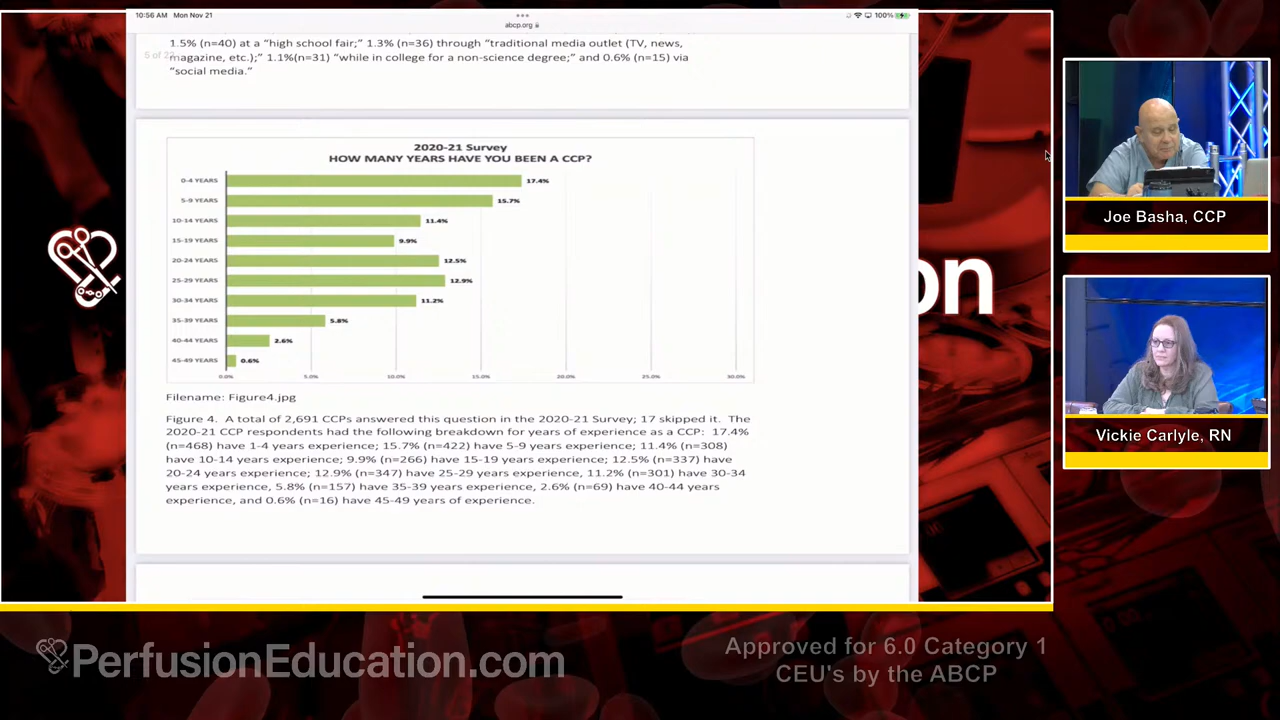 10:56 AM Mon Nov 21
abcp.org
100%
5 of 22
1.5% (n=40) at a “high school fair;” 1.3% (n=36) through “traditional media outlet (TV, news,
magazine, etc.);” 1.1%(n=31) “while in college for a non-science degree;” and 0.6% (n=15) via
“social media.”
2020-21 Survey
HOW MANY YEARS HAVE YOU BEEN A CCP?
0-4 YEARS 17.4%
5-9 YEARS 15.7%
10-14 YEARS 11.4%
15-19 YEARS 9.9%
20-24 YEARS 12.5%
25-29 YEARS 12.9%
30-34 YEARS 11.2%
35-39 YEARS 5.8%
40-44 YEARS 2.6%
45-49 YEARS 0.6%
0.0% 5.0% 10.0% 15.0% 20.0% 25.0% 30.0%
Filename: Figure4.jpg
Figure 4. A total of 2,691 CCPs answered this question in the 2020-21 Survey; 17 skipped it. The
2020-21 CCP respondents had the following breakdown for years of experience as a CCP: 17.4%
(n=468) have 1-4 years experience; 15.7% (n=422) have 5-9 years experience; 11.4% (n=308)
have 10-14 years experience; 9.9% (n=266) have 15-19 years experience; 12.5% (n=337) have
20-24 years experience; 12.9% (n=347) have 25-29 years experience, 11.2% (n=301) have 30-34
years experience, 5.8% (n=157) have 35-39 years experience, 2.6% (n=69) have 40-44 years
experience, and 0.6% (n=16) have 45-49 years of experience.
on
Joe Basha, CCP
Vickie Carlyle, RN
PerfusionEducation.com
Approved for 6.0 Category 1
CEU's by the ABCP